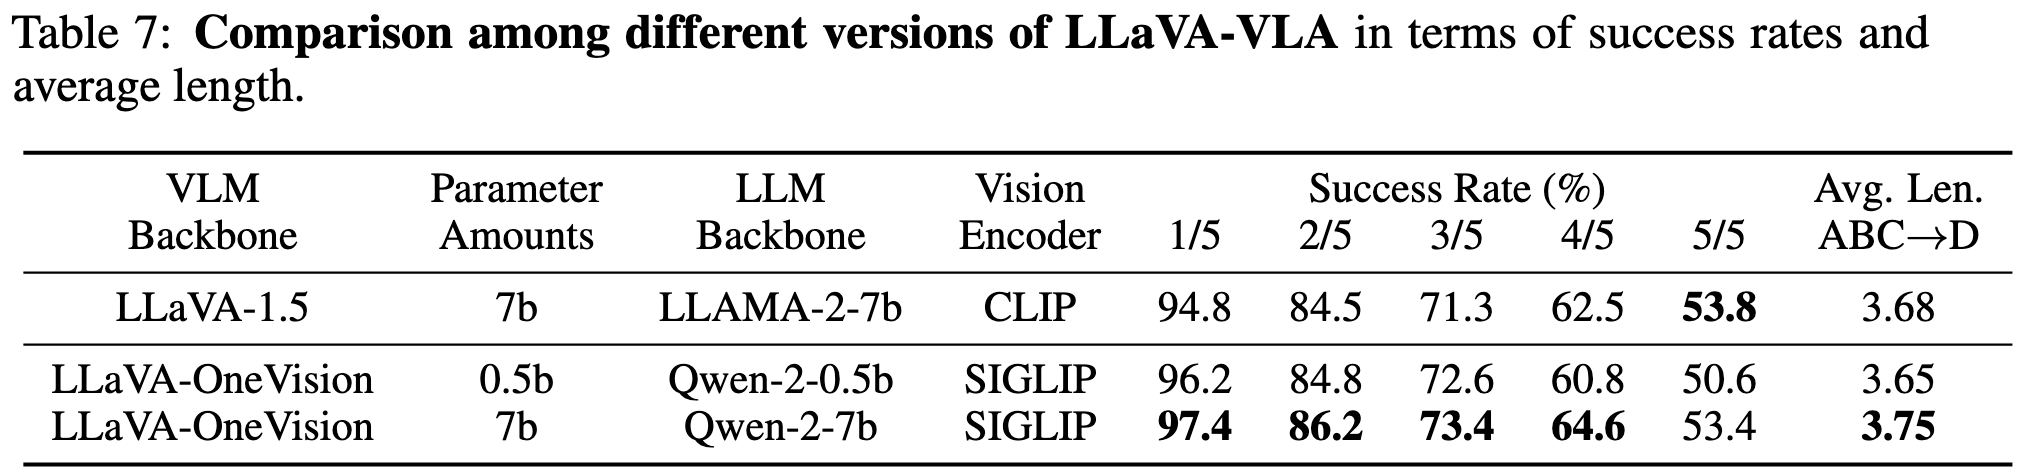 Table 7: Comparison among different versions of LLaVA-VLA in terms of success rates and
average length.
VLM Parameter LLM Vision Success Rate (%) Avg. Len.
Backbone Amounts Backbone Encoder 1/5 2/5 3/5 4/5 5/5 ABC→D
LLaVA-1.5 7b LLAMA-2-7b CLIP 94.8 84.5 71.3 62.5 53.8 3.68
LLaVA-OneVision 0.5b Qwen-2-0.5b SIGLIP 96.2 84.8 72.6 60.8 50.6 3.65
LLaVA-OneVision 7b Qwen-2-7b SIGLIP 97.4 86.2 73.4 64.6 53.4 3.75